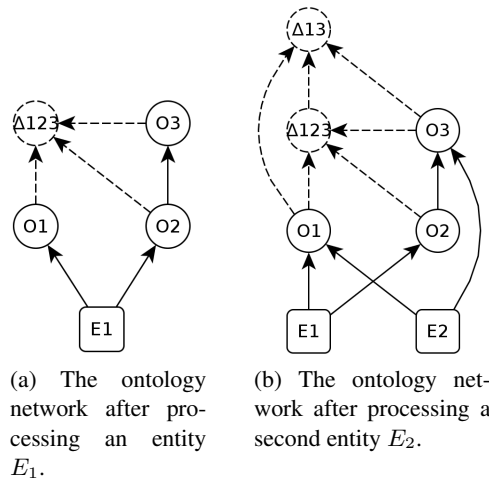 Δ13
Δ123
O3
Δ123
O3
O1
O2
O1
O2
E1
E1
E2
(a) The ontology
network after pro-
cessing an entity
E₁.
(b) The ontology net-
work after processing a
second entity E₂.